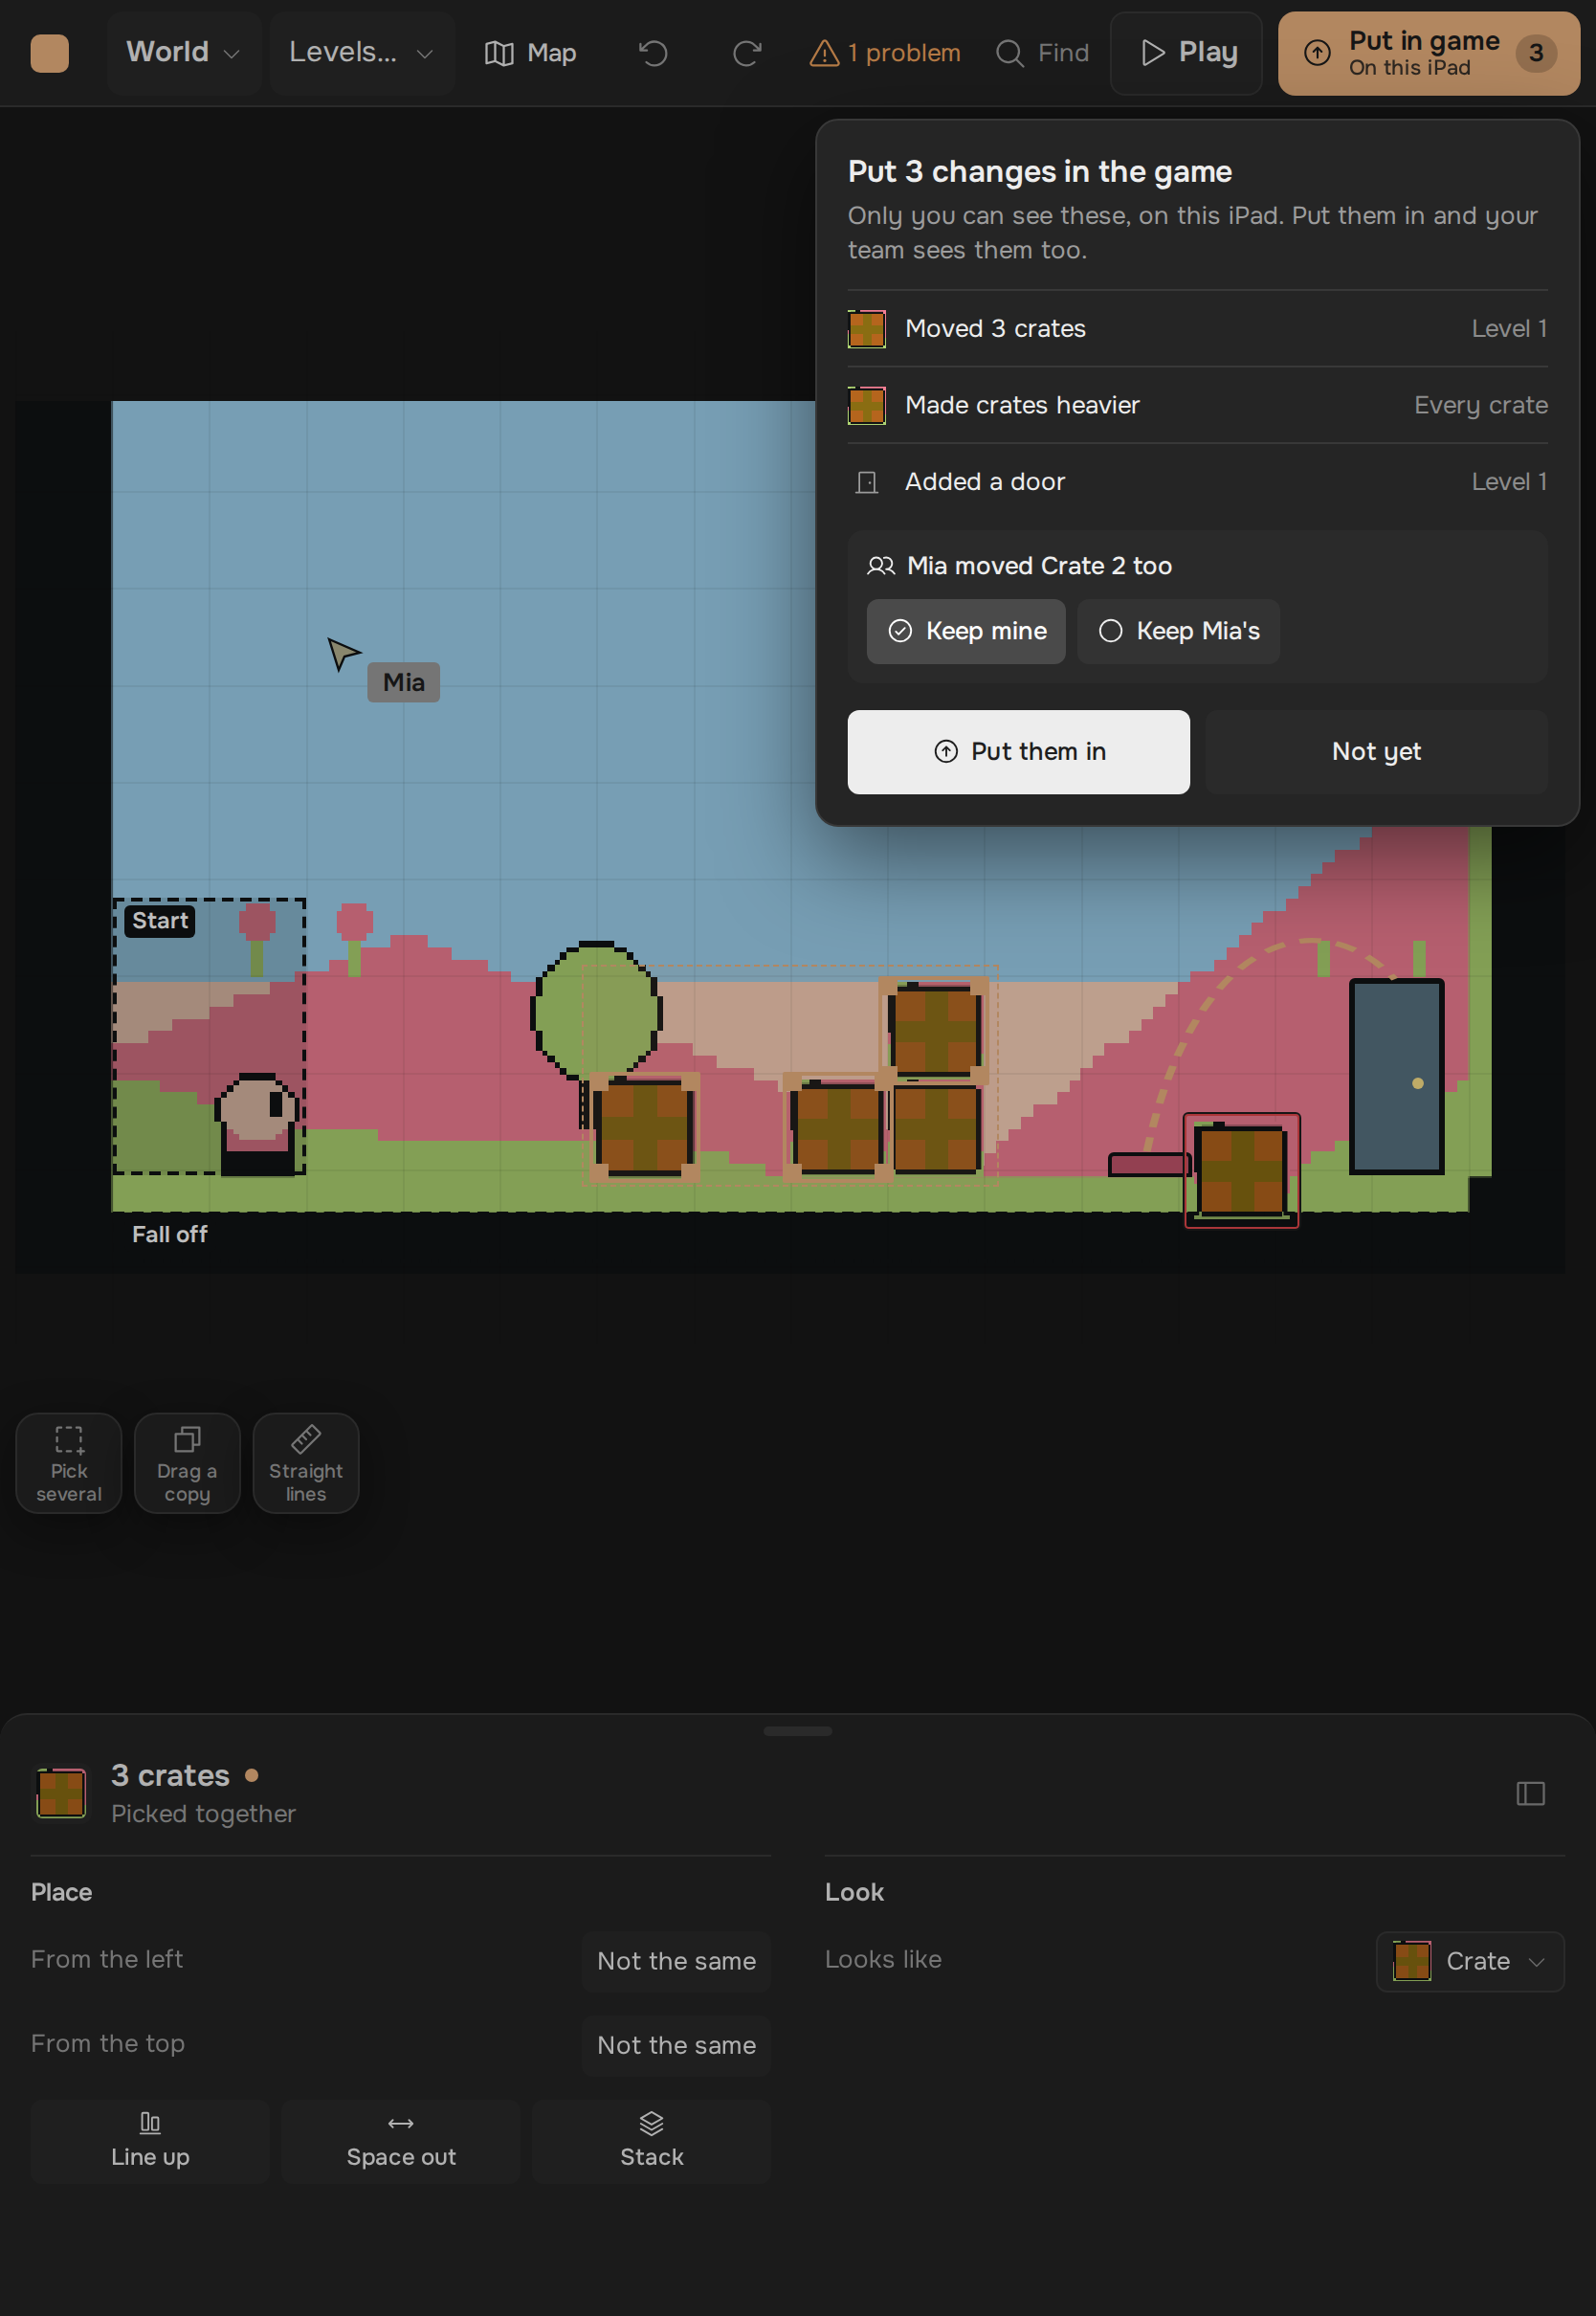 World
Levels...
Map
1 problem
Find
Play
Put in game
On this iPad
3
Put 3 changes in the game
Only you can see these, on this iPad. Put them in and your
team sees them too.
Moved 3 crates
Level 1
Made crates heavier
Every crate
Added a door
Level 1
Mia moved Crate 2 too
Keep mine
Keep Mia's
Put them in
Not yet
Mia
Start
Fall off
Pick
several
Drag a
copy
Straight
lines
3 crates
Picked together
Place
From the left
Not the same
From the top
Not the same
Line up
Space out
Stack
Look
Looks like
Crate